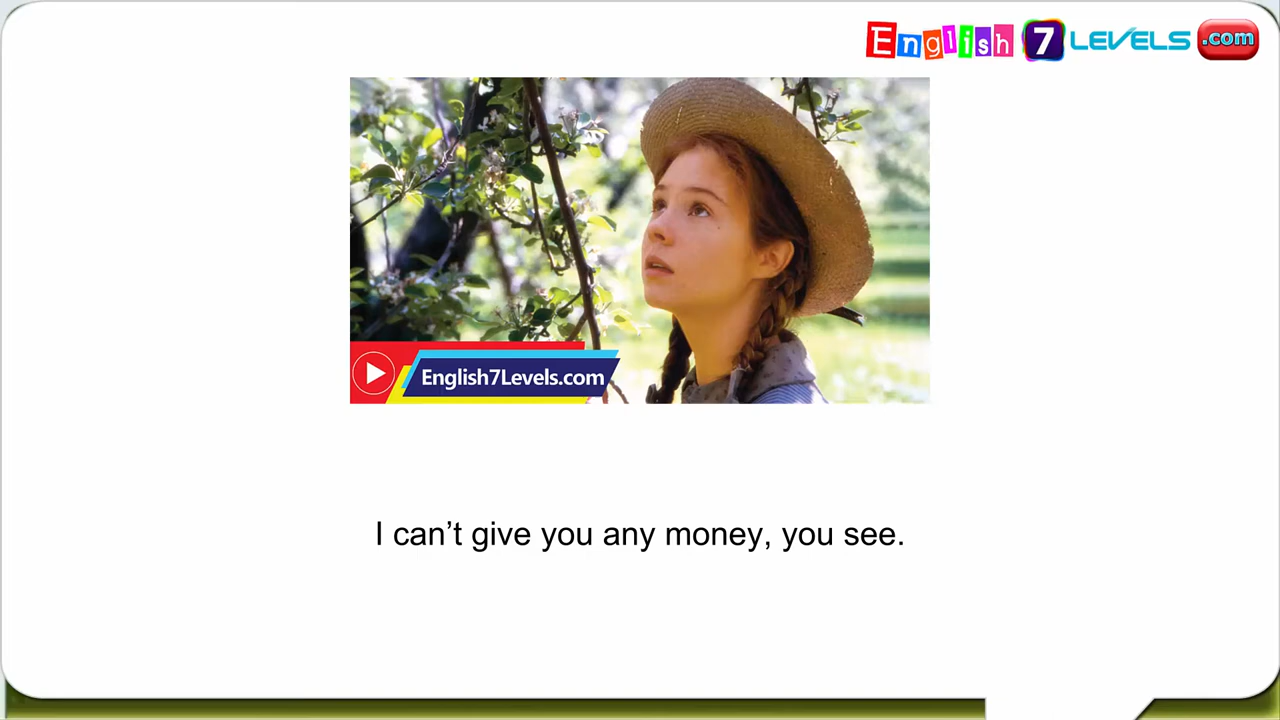 English 7 LEVELS .com
English7Levels.com
I can’t give you any money, you see.